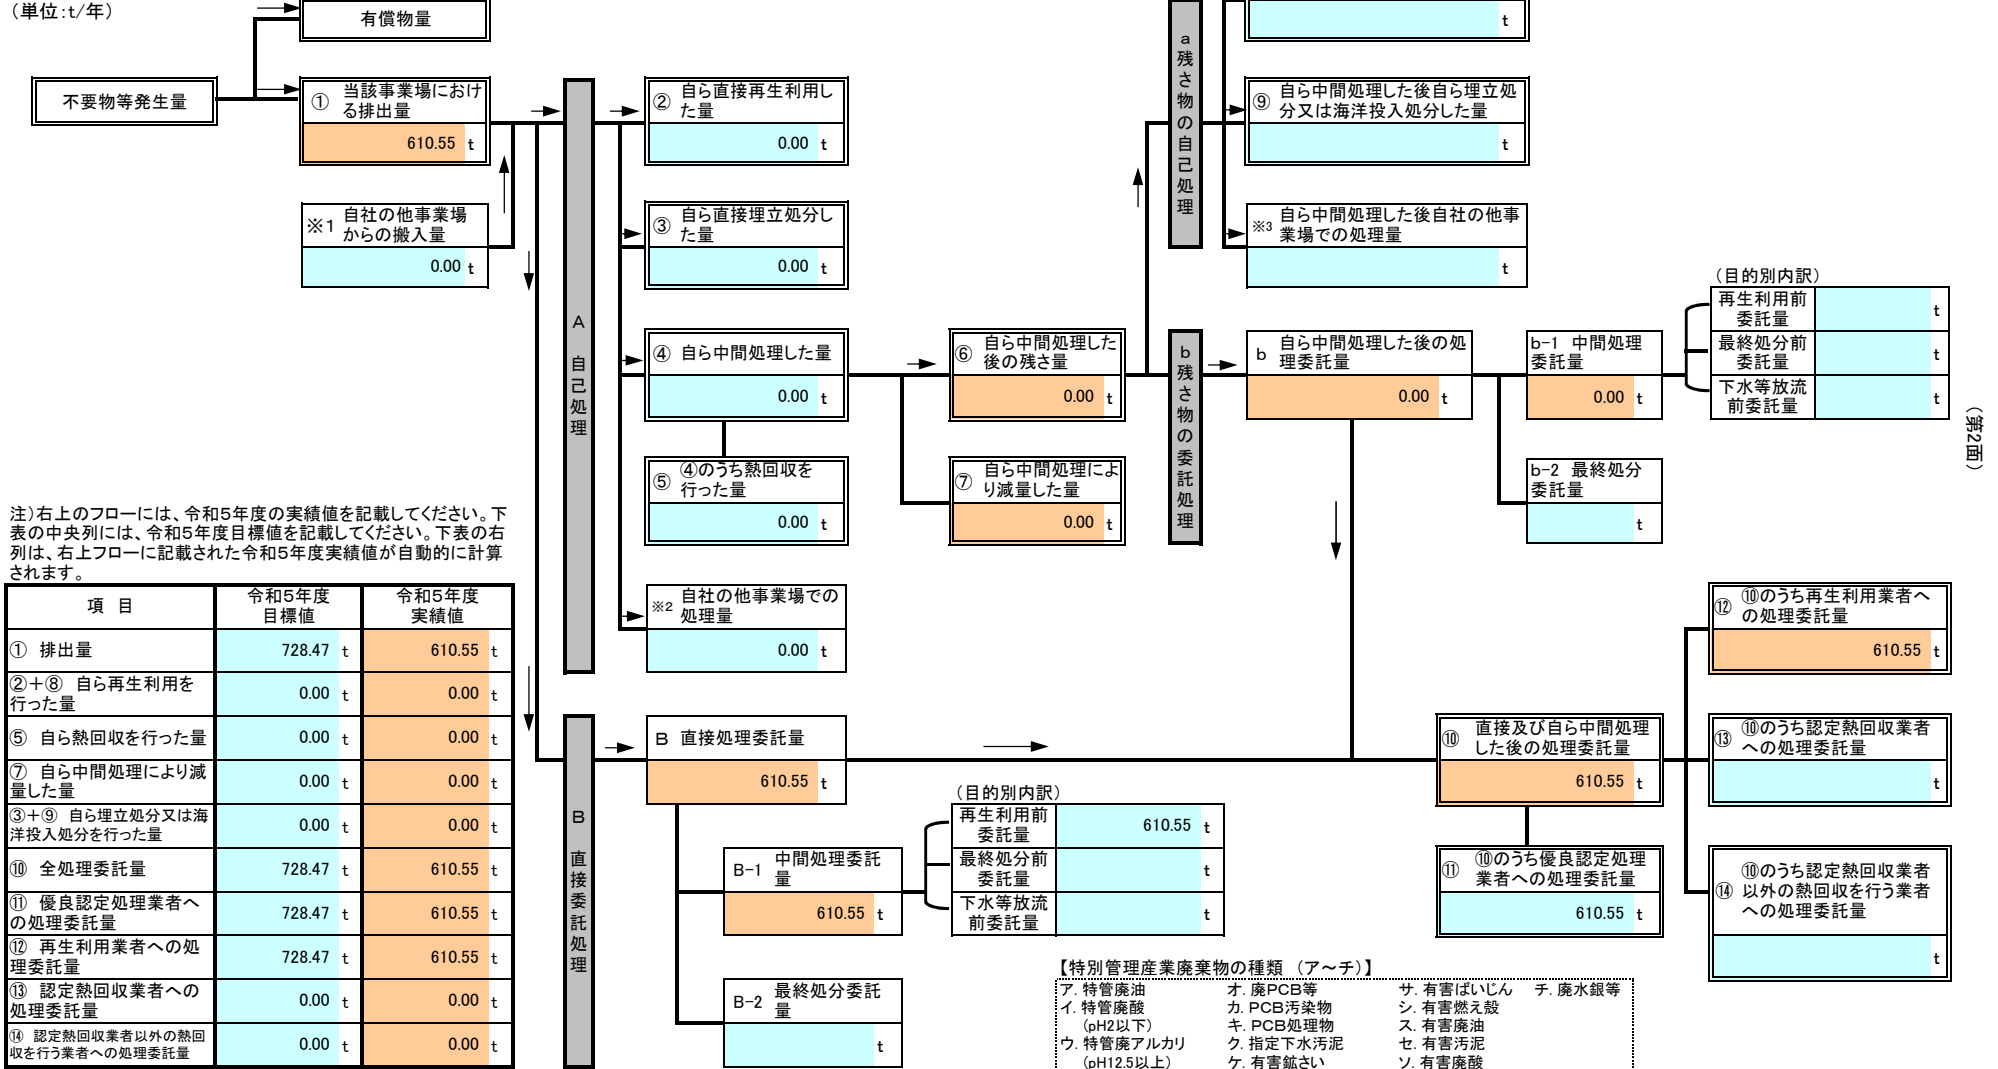 （単位：t/年）
有償物量
不要物等発生量
① 当該事業場におけ
る排出量
610.55 t
※1 自社の他事業場
からの搬入量
0.00 t
A 自己処理
② 自ら直接再生利用し
た量
0.00 t
③ 自ら直接埋立処分し
た量
0.00 t
④ 自ら中間処理した量
0.00 t
⑤ ④のうち熱回収を
行った量
0.00 t
※2 自社の他事業場での
処理量
0.00 t
⑥ 自ら中間処理した
後の残さ量
0.00 t
⑦ 自ら中間処理によ
り減量した量
0.00 t
a 残さ物の自己処理
t
⑨ 自ら中間処理した後自ら埋立処
分又は海洋投入処分した量
t
※3 自ら中間処理した後自社の他事
業場での処理量
t
b 残さ物の委託処理
b 自ら中間処理した後の処
理委託量
0.00 t
b-1 中間処理
委託量
0.00 t
b-2 最終処分
委託量
t
（目的別内訳）
再生利用前
委託量 t
最終処分前
委託量 t
下水等放流
前委託量 t
（第2面）
注）右上のフローには、令和5年度の実績値を記載してください。下
表の中央列には、令和5年度目標値を記載してください。下表の右
列は、右上フローに記載された令和5年度実績値が自動的に計算
されます。
項 目 令和5年度
目標値 令和5年度
実績値
① 排出量 728.47 t 610.55 t
②＋⑧ 自ら再生利用を
行った量 0.00 t 0.00 t
⑤ 自ら熱回収を行った量 0.00 t 0.00 t
⑦ 自ら中間処理により減
量した量 0.00 t 0.00 t
③＋⑨ 自ら埋立処分又は海
洋投入処分を行った量 0.00 t 0.00 t
⑩ 全処理委託量 728.47 t 610.55 t
⑪ 優良認定処理業者へ
の処理委託量 728.47 t 610.55 t
⑫ 再生利用業者への処
理委託量 728.47 t 610.55 t
⑬ 認定熱回収業者への
処理委託量 0.00 t 0.00 t
⑭ 認定熱回収業者以外の熱回
収を行う業者への処理委託量 0.00 t 0.00 t
B 直接委託処理
B 直接処理委託量
610.55 t
B-1 中間処理委託
量
610.55 t
B-2 最終処分委託
量
t
（目的別内訳）
再生利用前
委託量 610.55 t
最終処分前
委託量 t
下水等放流
前委託量 t
⑩ 直接及び自ら中間処理
した後の処理委託量
610.55 t
⑪ ⑩のうち優良認定処理
業者への処理委託量
610.55 t
⑫ ⑩のうち再生利用業者へ
の処理委託量
610.55 t
⑬ ⑩のうち認定熱回収業者
への処理委託量
t
⑭ ⑩のうち認定熱回収業者
以外の熱回収を行う業者
への処理委託量
t
【特別管理産業廃棄物の種類 （ア～チ）】
ア. 特管廃油 オ. 廃PCB等 サ. 有害ばいじん チ. 廃水銀等
イ. 特管廃酸 カ. PCB汚染物 シ. 有害燃え殻
（pH2以下） キ. PCB処理物 ス. 有害廃油
ウ. 特管廃アルカリ ク. 指定下水汚泥 セ. 有害汚泥
（pH12.5以上） ケ. 有害鉱さい ソ. 有害廃酸